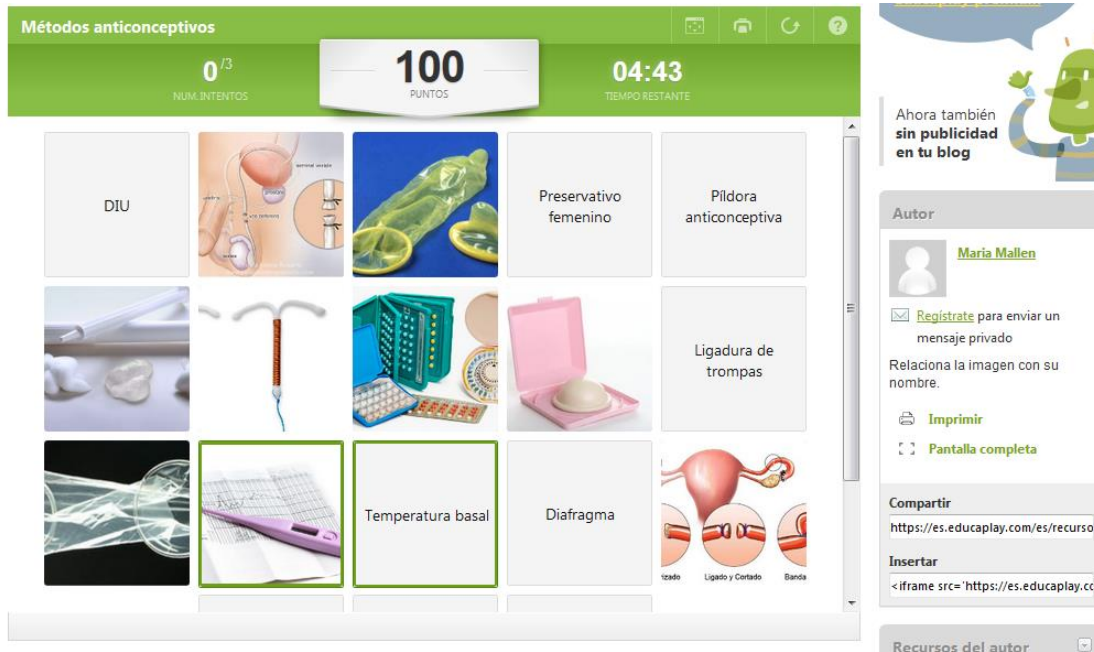 Métodos anticonceptivos
0/3
NUM.INTENTOS
100
PUNTOS
04:43
TIEMPO RESTANTE
DIU
Preservativo
femenino
Píldora
anticonceptiva
Ligadura de
trompas
Temperatura basal
Diafragma
Ligado y Cortado
Banda
Ahora también
sin publicidad
en tu blog
Autor
Maria Mallen
Regístrate para enviar un
mensaje privado
Relaciona la imagen con su
nombre.
Imprimir
Pantalla completa
Compartir
https://es.educaplay.com/es/recurso
Insertar
<iframe src='https://es.educaplay.cc
Recursos del autor